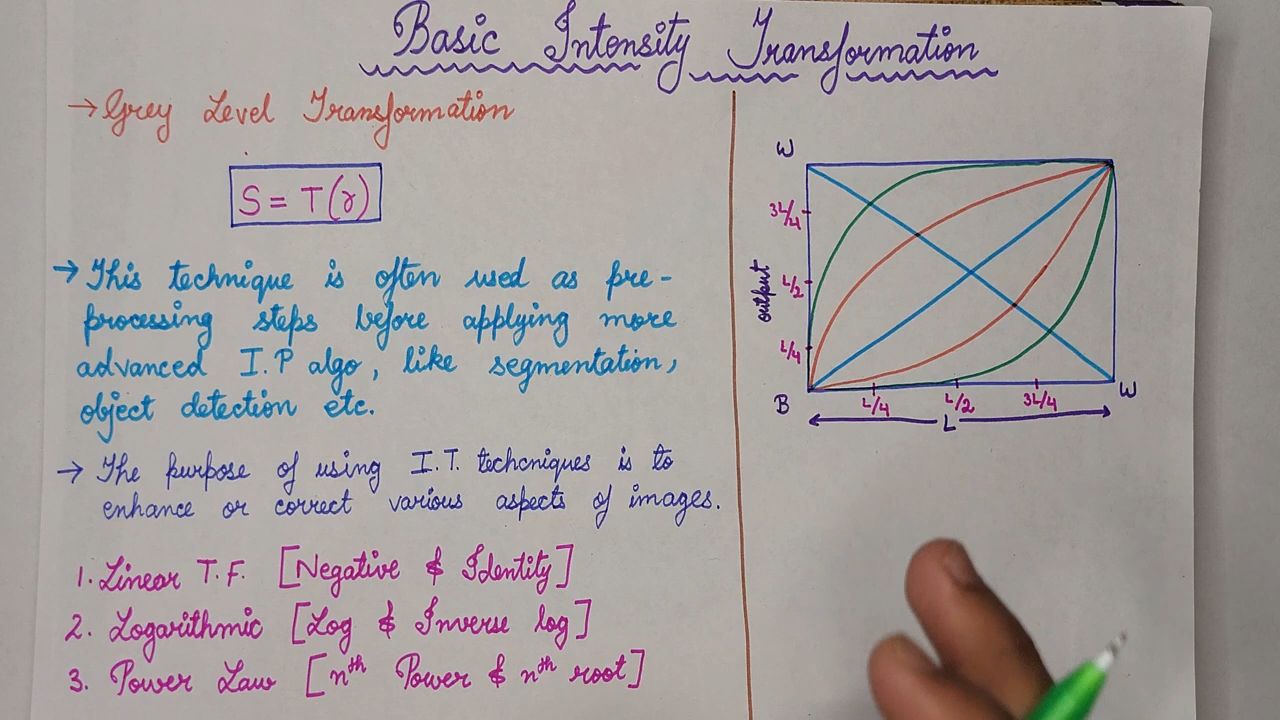 Basic Intensity Transformation
→ Grey Level Transformation
S = T(r)
→ This technique is often used as pre-
processing steps before applying more
advanced I.P algo, like segmentation,
object detection etc.
→ The purpose of using I.T. techcniques is to
enhance or correct various aspects of images.
1. Linear T.F. [Negative & Identity]
2. Logarithmic [Log & Inverse log]
3. Power Law [nth Power & nth root]
W
3L/4
L/2
L/4
output
B
L/4 L/2 3L/4 W
L